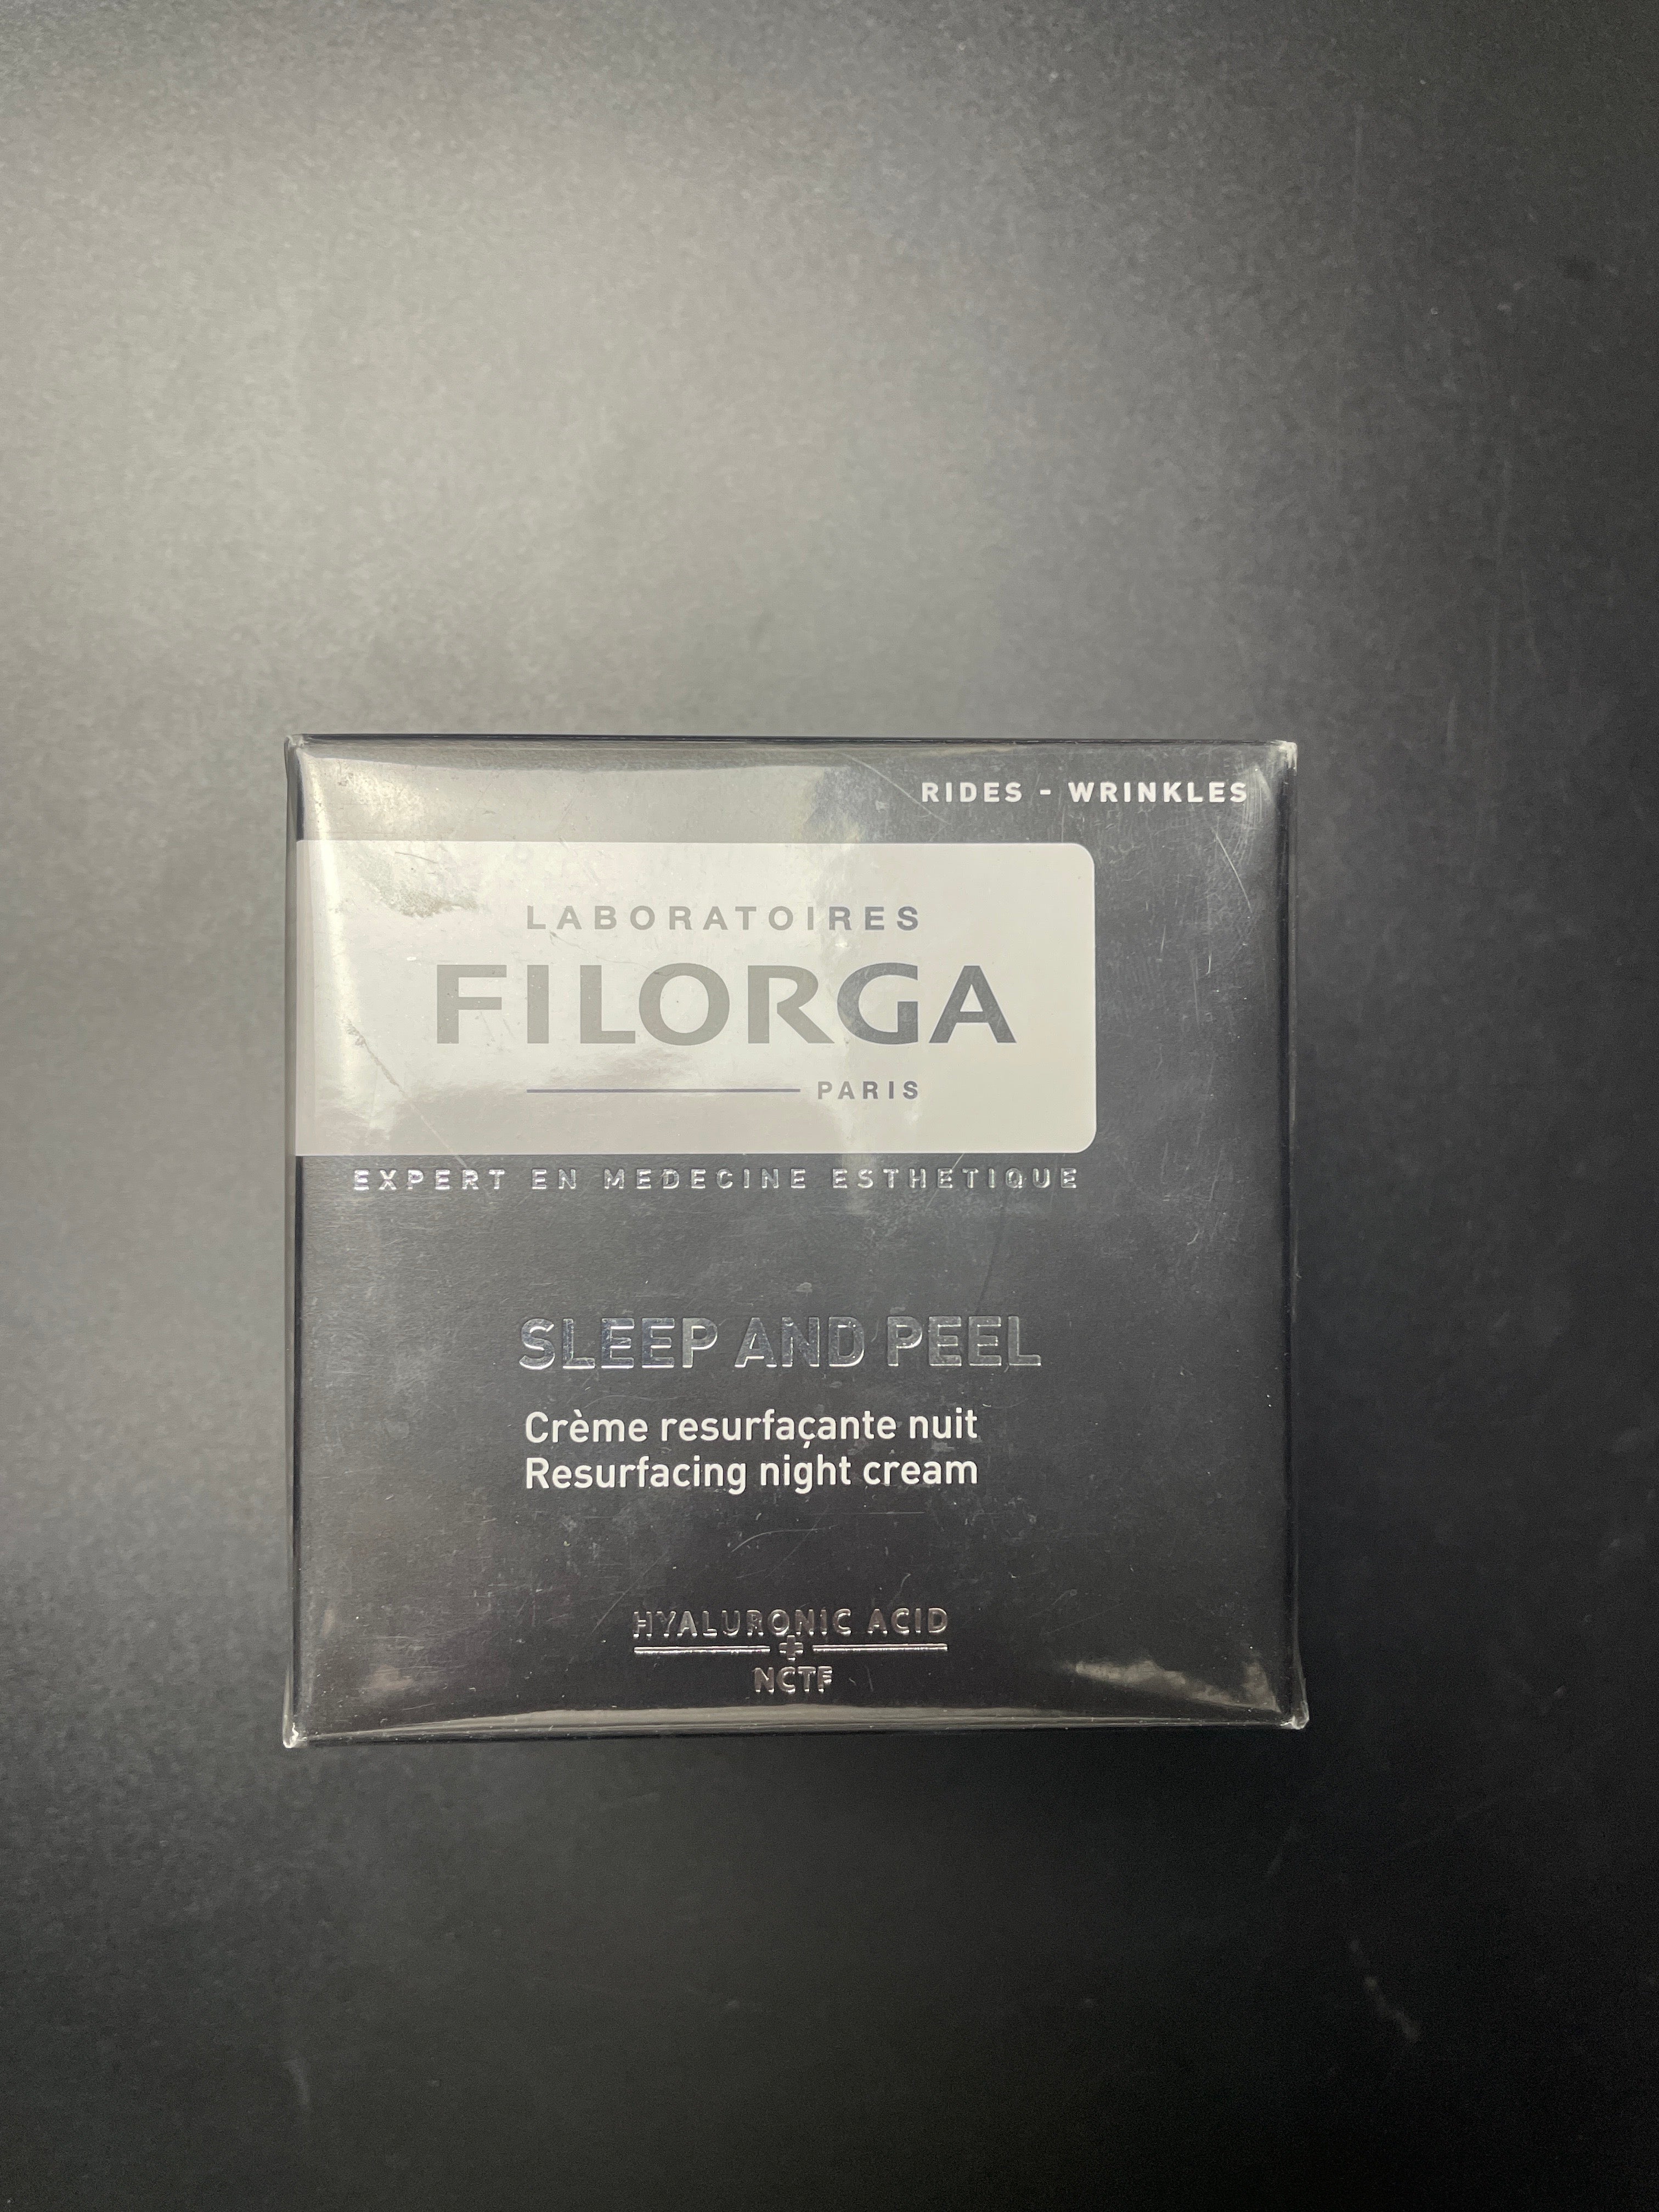 RIDES - WRINKLES
LABORATOIRES
FILORGA
PARIS
EXPERT EN MEDECINE ESTHETIQUE
SLEEP AND PEEL
Crème resurfaçante nuit
Resurfacing night cream
HYALURONIC ACID
+
NCTF